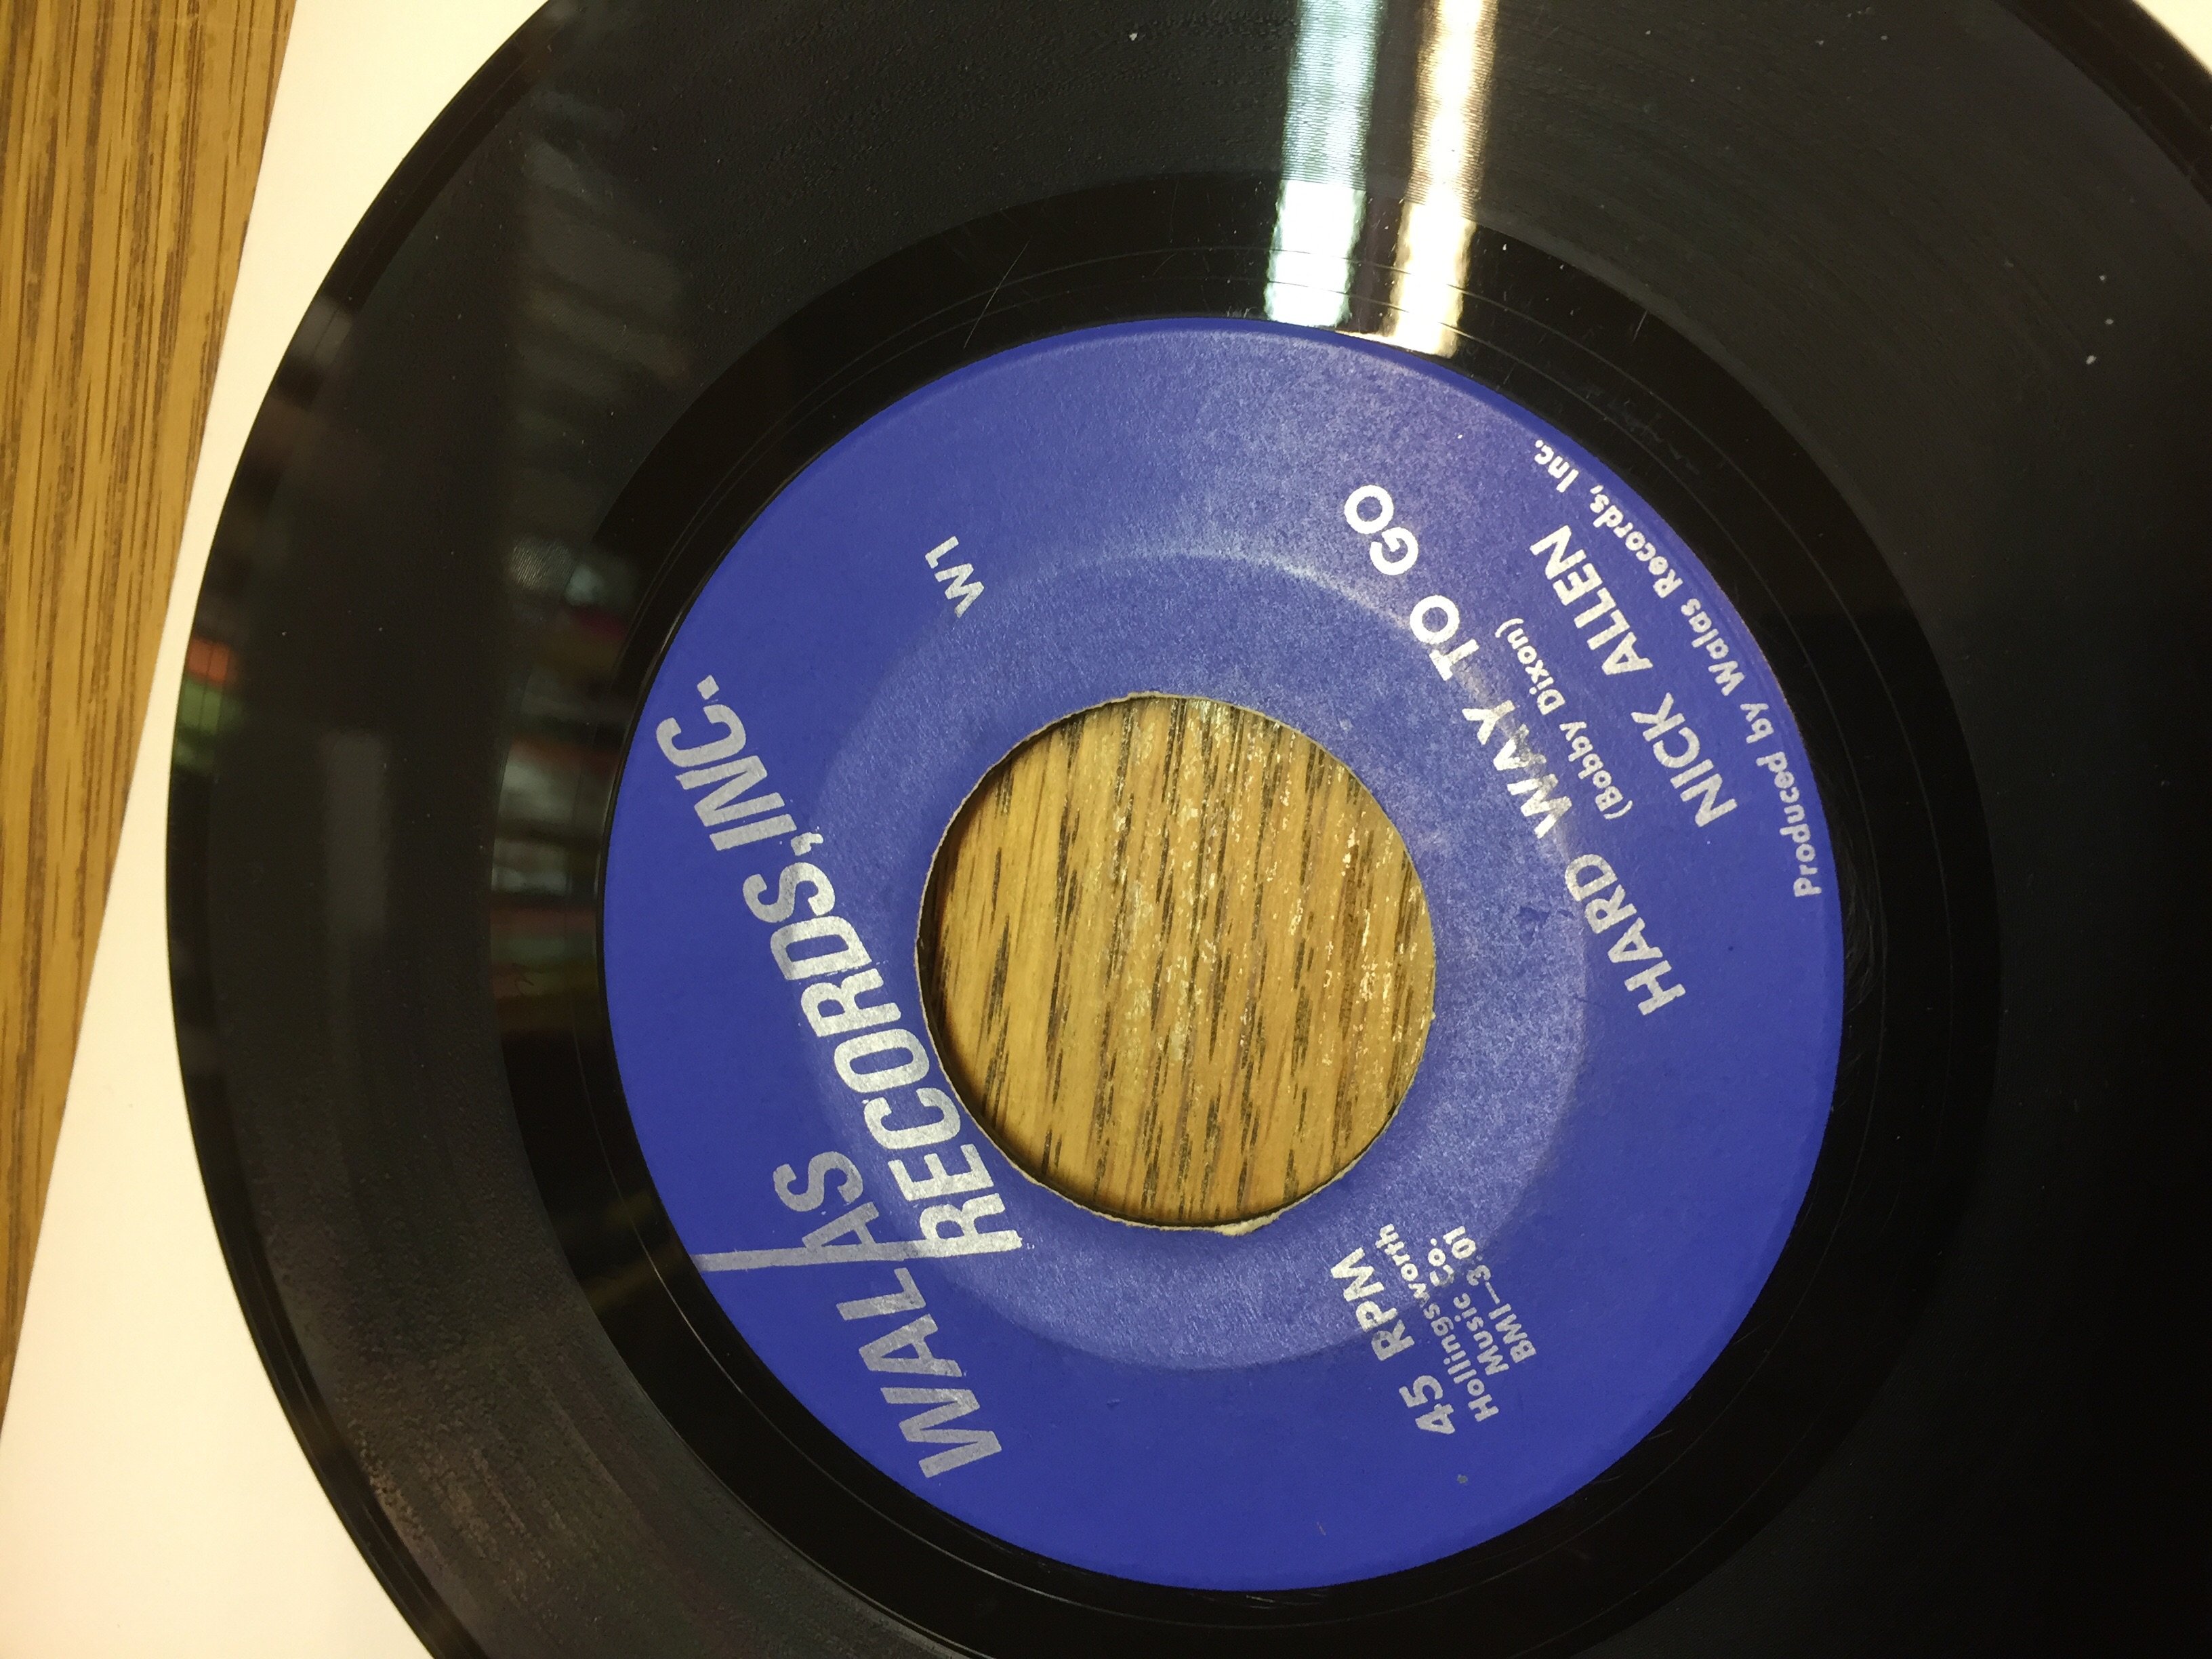 WALAS
RECORDS, INC.
W1
45 RPM
Hollingsworth
Music Co.
BMI—3:01
HARD WAY TO GO
(Bobby Dixon)
NICK ALLEN
Produced by Walas Records, Inc.